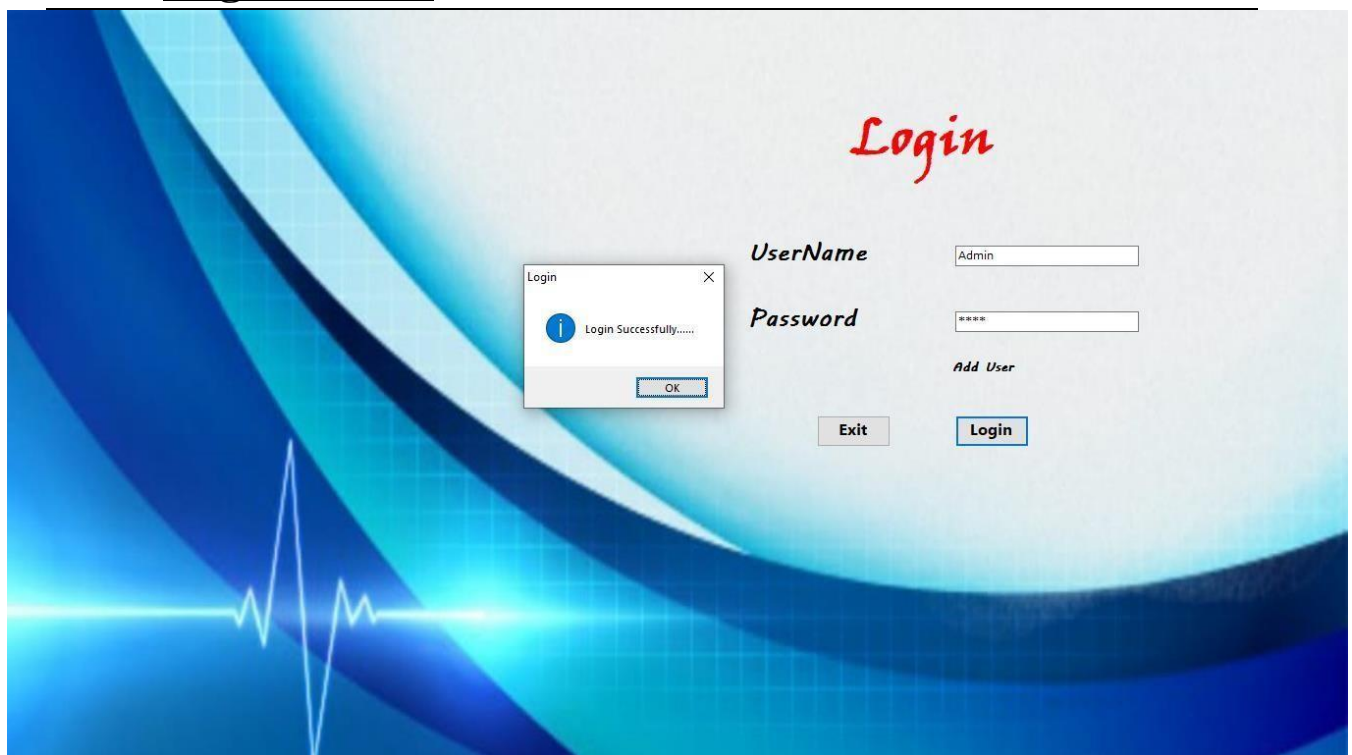 Login
UserName
Admin
Login
Login Successfully......
Password
****
OK
Add User
Exit
Login